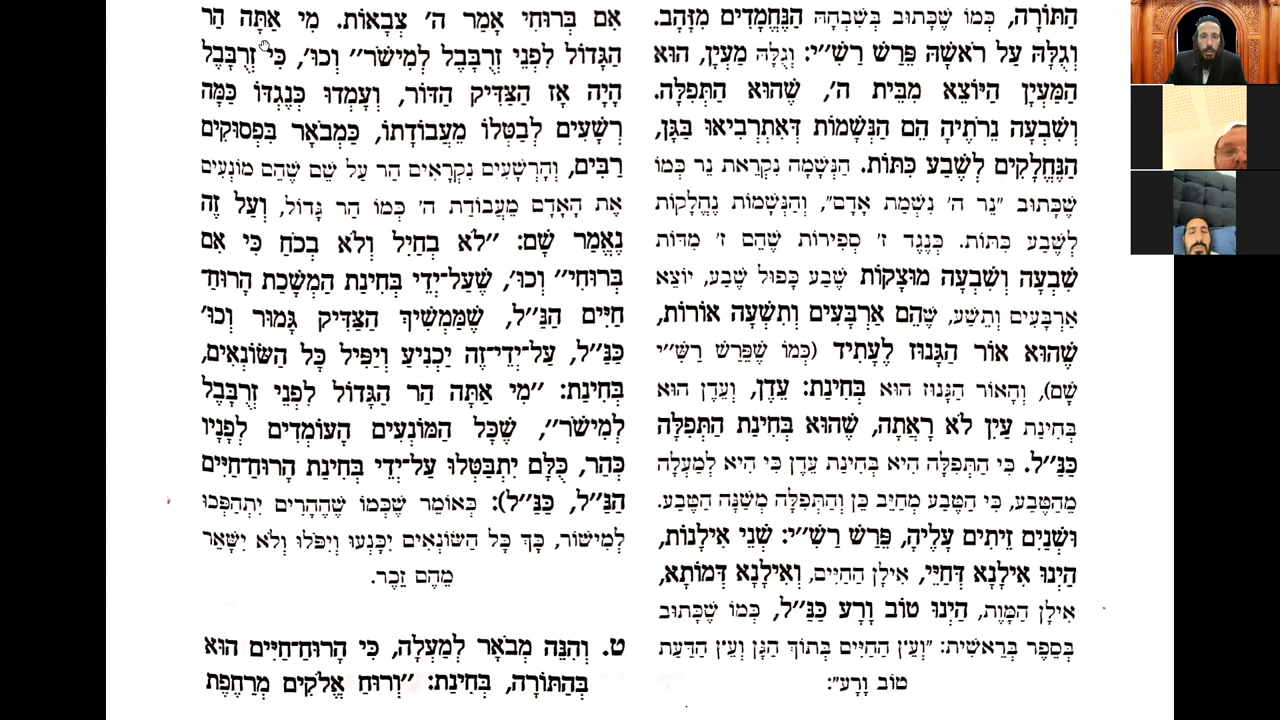 הַתּוֹרָה, כְּמוֹ שֶׁכָּתוּב בְּשִׁבְחָהּ הַנֶּחֱמָדִים מִזָּהָב.
וְגֻלָּהּ עַל רֹאשָׁהּ פֵּרֵשׁ רַשִׁ״י: וְגֻלָּהּ מַעְיָן, הוּא
הַמַּעְיָן הַיּוֹצֵא מִבֵּית ה׳, שֶׁהוּא הַתְּפִלָּה.
וְשִׁבְעָה נֵרֹתֶיהָ הֵם הַנְּשָׁמוֹת דְּאִתְרְבִיאוּ בַּגָּן,
הַנֶּחֱלָקִים לְשֶׁבַע כִּתּוֹת. הַנְּשָׁמָה נִקְרֵאת נֵר כְּמוֹ
שֶׁכָּתוּב ״נֵר ה׳ נִשְׁמַת אָדָם״, וְהַנְּשָׁמוֹת נֶחֱלָקוֹת
לְשֶׁבַע כִּתּוֹת. כְּנֶגֶד ז׳ סְפִירוֹת שֶׁהֵם ז׳ מִדּוֹת
שִׁבְעָה וְשִׁבְעָה מוּצָקוֹת שֶׁבַע כָּפוּל שֶׁבַע, יוֹצֵא
אַרְבָּעִים וְתֵשַׁע, שֶׁהֵם אַרְבָּעִים וְתִשְׁעָה אוֹרוֹת,
שֶׁהוּא אוֹר הַגָּנוּז לֶעָתִיד (כְּמוֹ שֶׁפֵּרַשׁ רַשִׁ״י
שָׁם), וְהָאוֹר הַגָּנוּז הוּא בְּחִינַת: עֵדֶן, וְעֵדֶן הוּא
בְּחִינַת עַיִן לֹא רָאֲתָה, שֶׁהוּא בְּחִינַת הַתְּפִלָּה
כַּנַּ״ל. כִּי הַתְּפִלָּה הִיא בְּחִינַת עֵדֶן כִּי הִיא לְמַעְלָה
מֵהַטֶּבַע, כִּי הַטֶּבַע מְחַיֵּב כֵּן וְהַתְּפִלָּה מְשַׁנָּה הַטֶּבַע.
וּשְׁנַיִם זֵיתִים עָלֶיהָ, פֵּרֵשׁ רַשִׁ״י: שְׁנֵי אִילָנוֹת,
הַיְנוּ אִילָנָא דְּחַיֵּי, אִילַן הַחַיִּים, וְאִילָנָא דְּמוֹתָא,
אִילַן הַמָּוֶת, הַיְנוּ טוֹב וָרָע כַּנַּ״ל, כְּמוֹ שֶׁכָּתוּב
בְּסֵפֶר בְּרֵאשִׁית: ״וְעֵץ הַחַיִּים בְּתוֹךְ הַגָּן וְעֵץ הַדַּעַת
טוֹב וָרָע״:
אִם בְּרוּחִי אָמַר ה׳ צְבָאוֹת. מִי אַתָּה הַר
הַגָּדוֹל לִפְנֵי זְרֻבָּבֶל לְמִישֹׁר״ וְכוּ׳, כִּי זְרֻבָּבֶל
הָיָה אָז הַצַּדִּיק הַדּוֹר, וְעָמְדוּ כְּנֶגְדּוֹ כַּמָּה
רְשָׁעִים לְבַטְּלוֹ מֵעֲבוֹדָתוֹ, כַּמְבֹאָר בִּפְסוּקִים
רַבִּים, וְהָרְשָׁעִים נִקְרָאִים הַר עַל שֵׁם שֶׁהֵם מוֹנְעִים
אֶת הָאָדָם מֵעֲבוֹדַת ה׳ כְּמוֹ הַר גָּדוֹל, וְעַל זֶה
נֶאֱמַר שָׁם: ״לֹא בְחַיִל וְלֹא בְכֹחַ כִּי אִם
בְּרוּחִי״ וְכוּ׳, שֶׁעַל־יְדֵי בְּחִינַת הַמְשָׁכַת הָרוּחַ־
חַיִּים הַנַּ״ל, שֶׁמַּמְשִׁיךְ הַצַּדִּיק גָּמוּר וְכוּ׳
כַּנַּ״ל, עַל־יְדֵי־זֶה יַכְנִיעַ וְיַפִּיל כָּל הַשּׂוֹנְאִים,
בְּחִינַת: ״מִי אַתָּה הַר הַגָּדוֹל לִפְנֵי זְרֻבָּבֶל
לְמִישֹׁר״, שֶׁכָּל הַמּוֹנְעִים הָעוֹמְדִים לְפָנָיו
כְּהַר, כֻּלָּם יִתְבַּטְּלוּ עַל־יְדֵי בְּחִינַת הָרוּחַ־חַיִּים
הַנַּ״ל, כַּנַּ״ל): כְּאוֹמֵר שֶׁכְּמוֹ שֶׁהֶהָרִים יִתְהַפְּכוּ
לְמִישׁוֹר, כָּךְ כָּל הַשּׂוֹנְאִים יִכָּנְעוּ וְיִפְּלוּ וְלֹא יִשָּׁאֵר
מֵהֶם זֵכֶר.
ט. וְהִנֵּה מְבֹאָר לְמַעְלָה, כִּי הָרוּחַ־חַיִּים הוּא
בְּהַתּוֹרָה, בְּחִינַת: ״וְרוּחַ אֱלֹקִים מְרַחֶפֶת